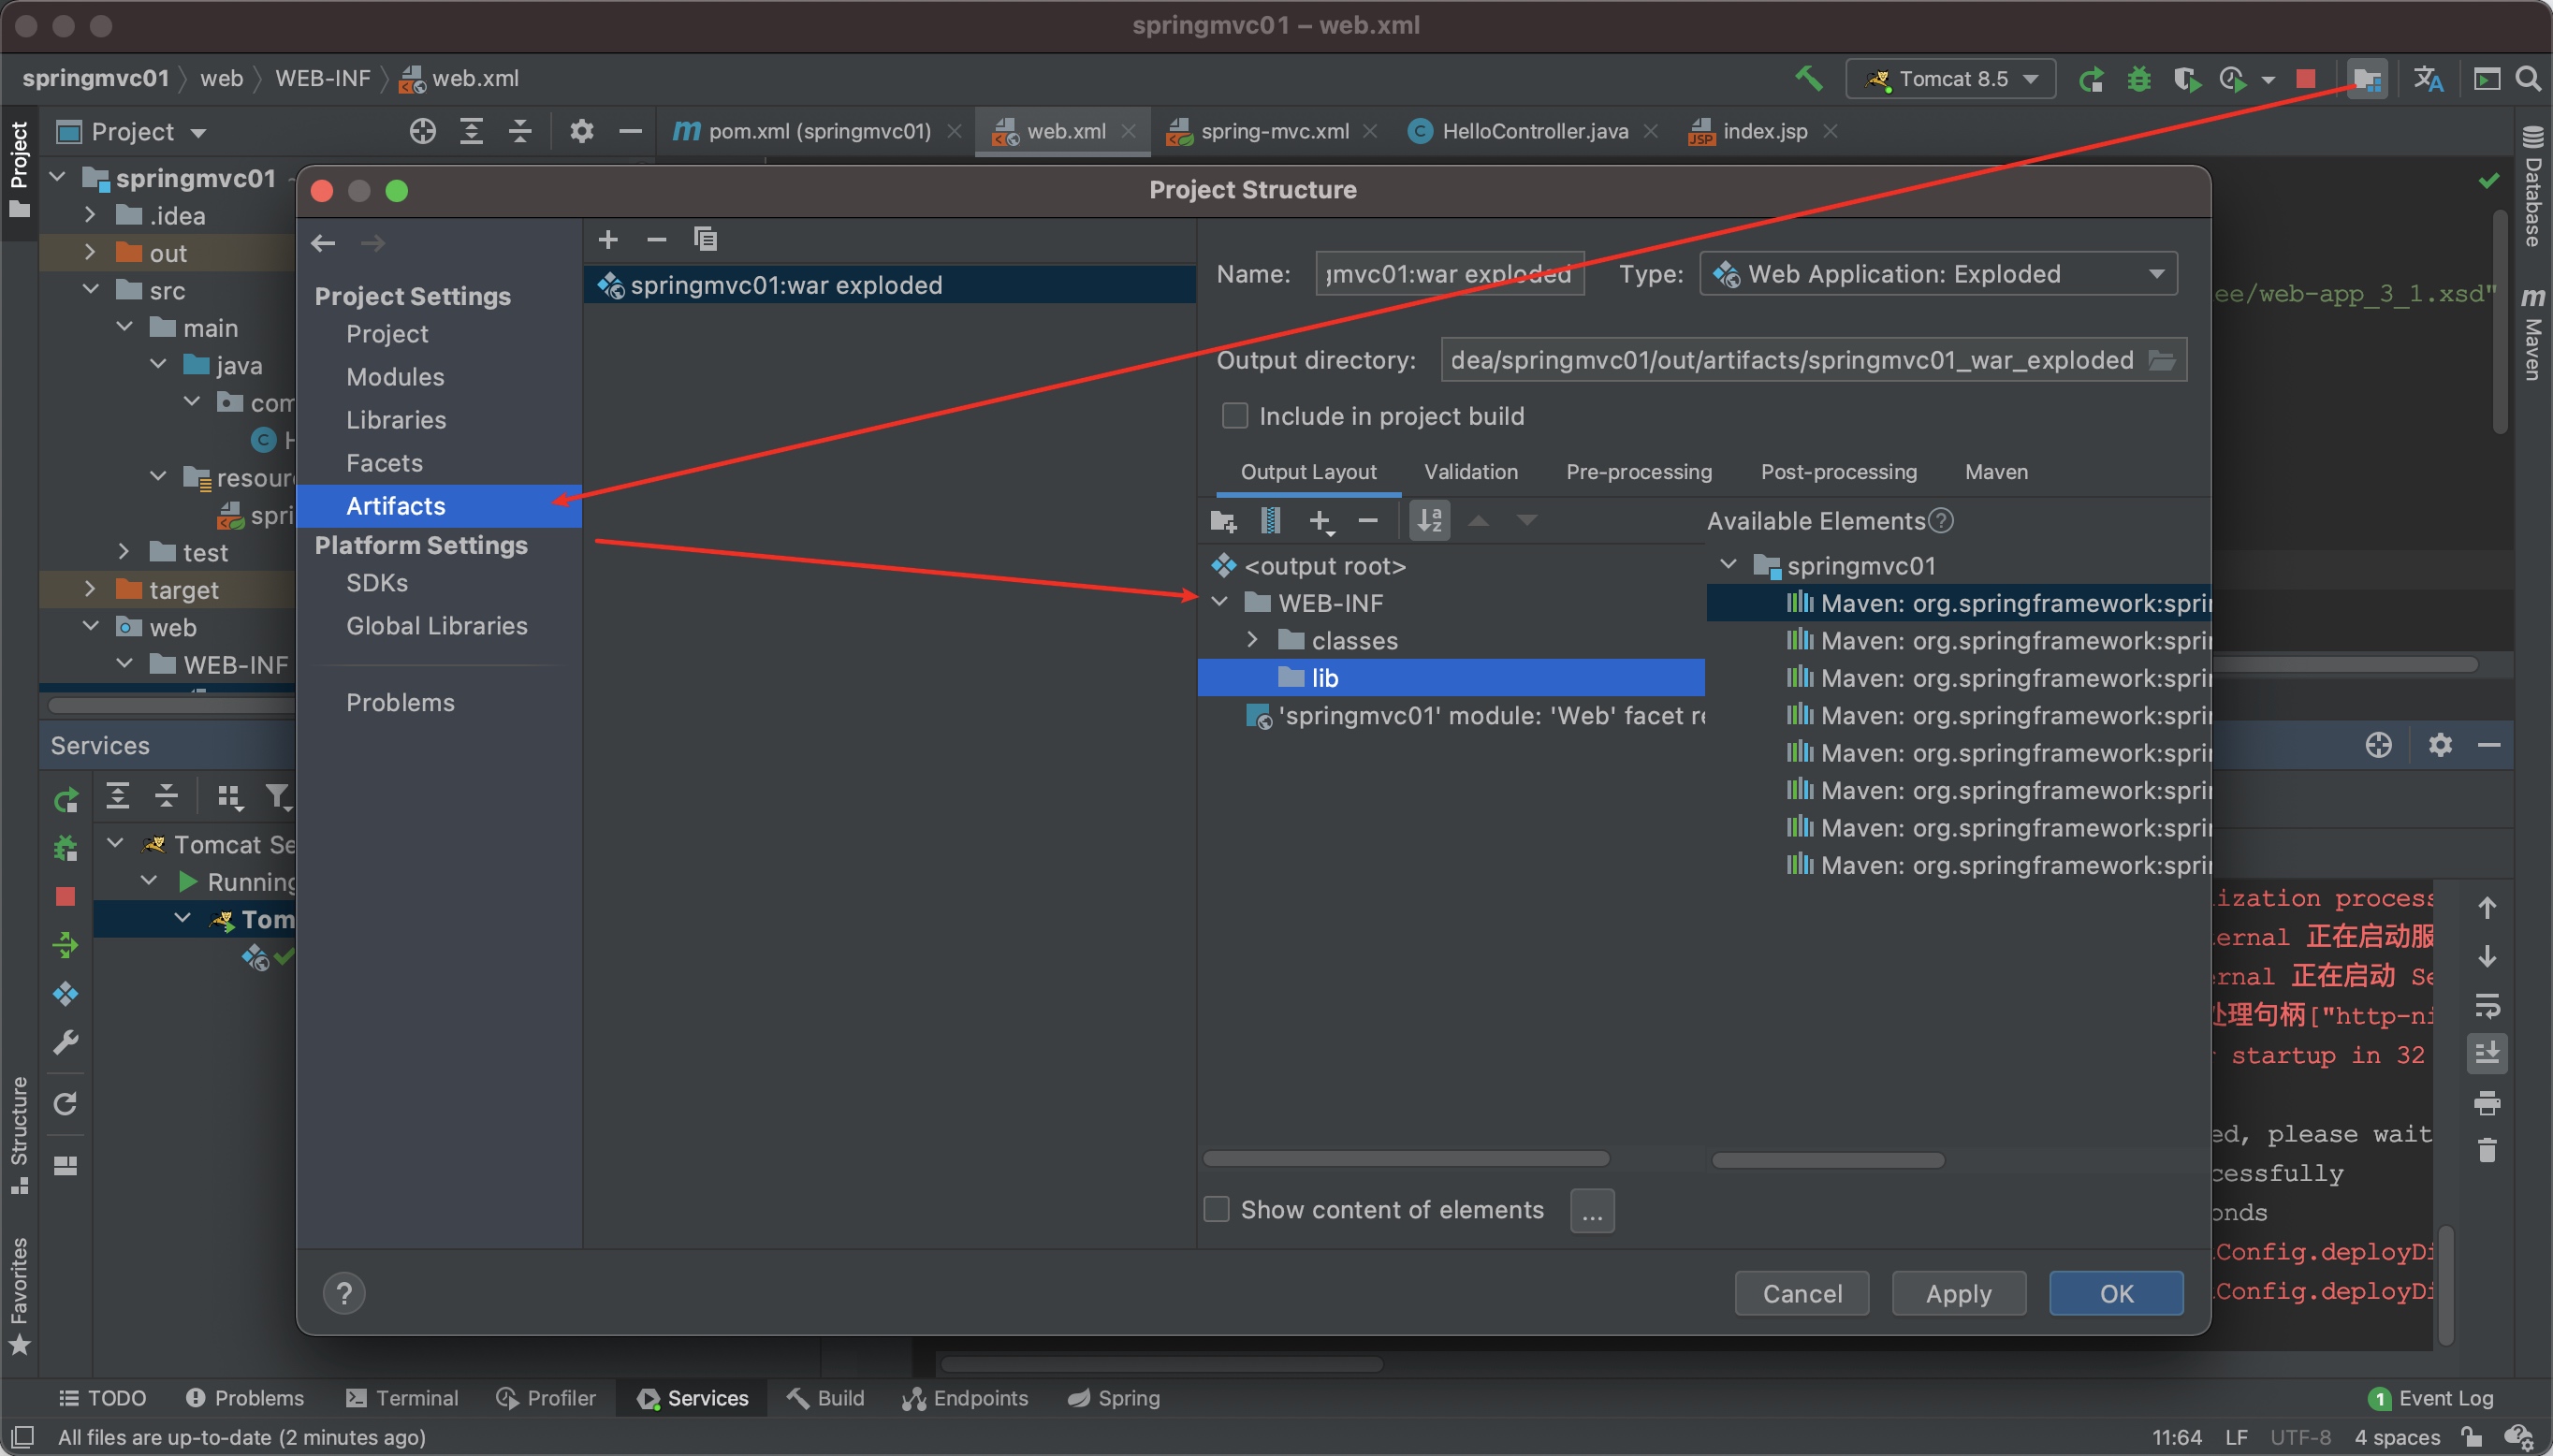 springmvc01 – web.xml
springmvc01 web WEB-INF web.xml
Tomcat 8.5
Project
Project
pom.xml (springmvc01)
web.xml
spring-mvc.xml
HelloController.java
index.jsp
springmvc01
.idea
out
src
main
java
com
H
resour
spri
test
target
web
WEB-INF
Database
Maven
ee/web-app_3_1.xsd"
Project Structure
Project Settings
Project
Modules
Libraries
Facets
Artifacts
Platform Settings
SDKs
Global Libraries
Problems
springmvc01:war exploded
Name:
gmvc01:war exploded
Type:
Web Application: Exploded
Output directory:
dea/springmvc01/out/artifacts/springmvc01_war_exploded
Include in project build
Output Layout
Validation
Pre-processing
Post-processing
Maven
Available Elements
<output root>
WEB-INF
classes
lib
'springmvc01' module: 'Web' facet re
springmvc01
Maven: org.springframework:sprin
Maven: org.springframework:sprin
Maven: org.springframework:sprin
Maven: org.springframework:sprin
Maven: org.springframework:sprin
Maven: org.springframework:sprin
Maven: org.springframework:sprin
Maven: org.springframework:sprin
Show content of elements
...
?
Cancel
Apply
OK
Services
Tomcat Se
Running
Tom
ization process
ernal 正在启动服
rnal 正在启动 Se
处理句柄["http-ni
startup in 32
ed, please wait
cessfully
onds
Config.deployDi
Config.deployDi
Structure
Favorites
TODO
Problems
Terminal
Profiler
Services
Build
Endpoints
Spring
1 Event Log
All files are up-to-date (2 minutes ago)
11:64 LF UTF-8 4 spaces